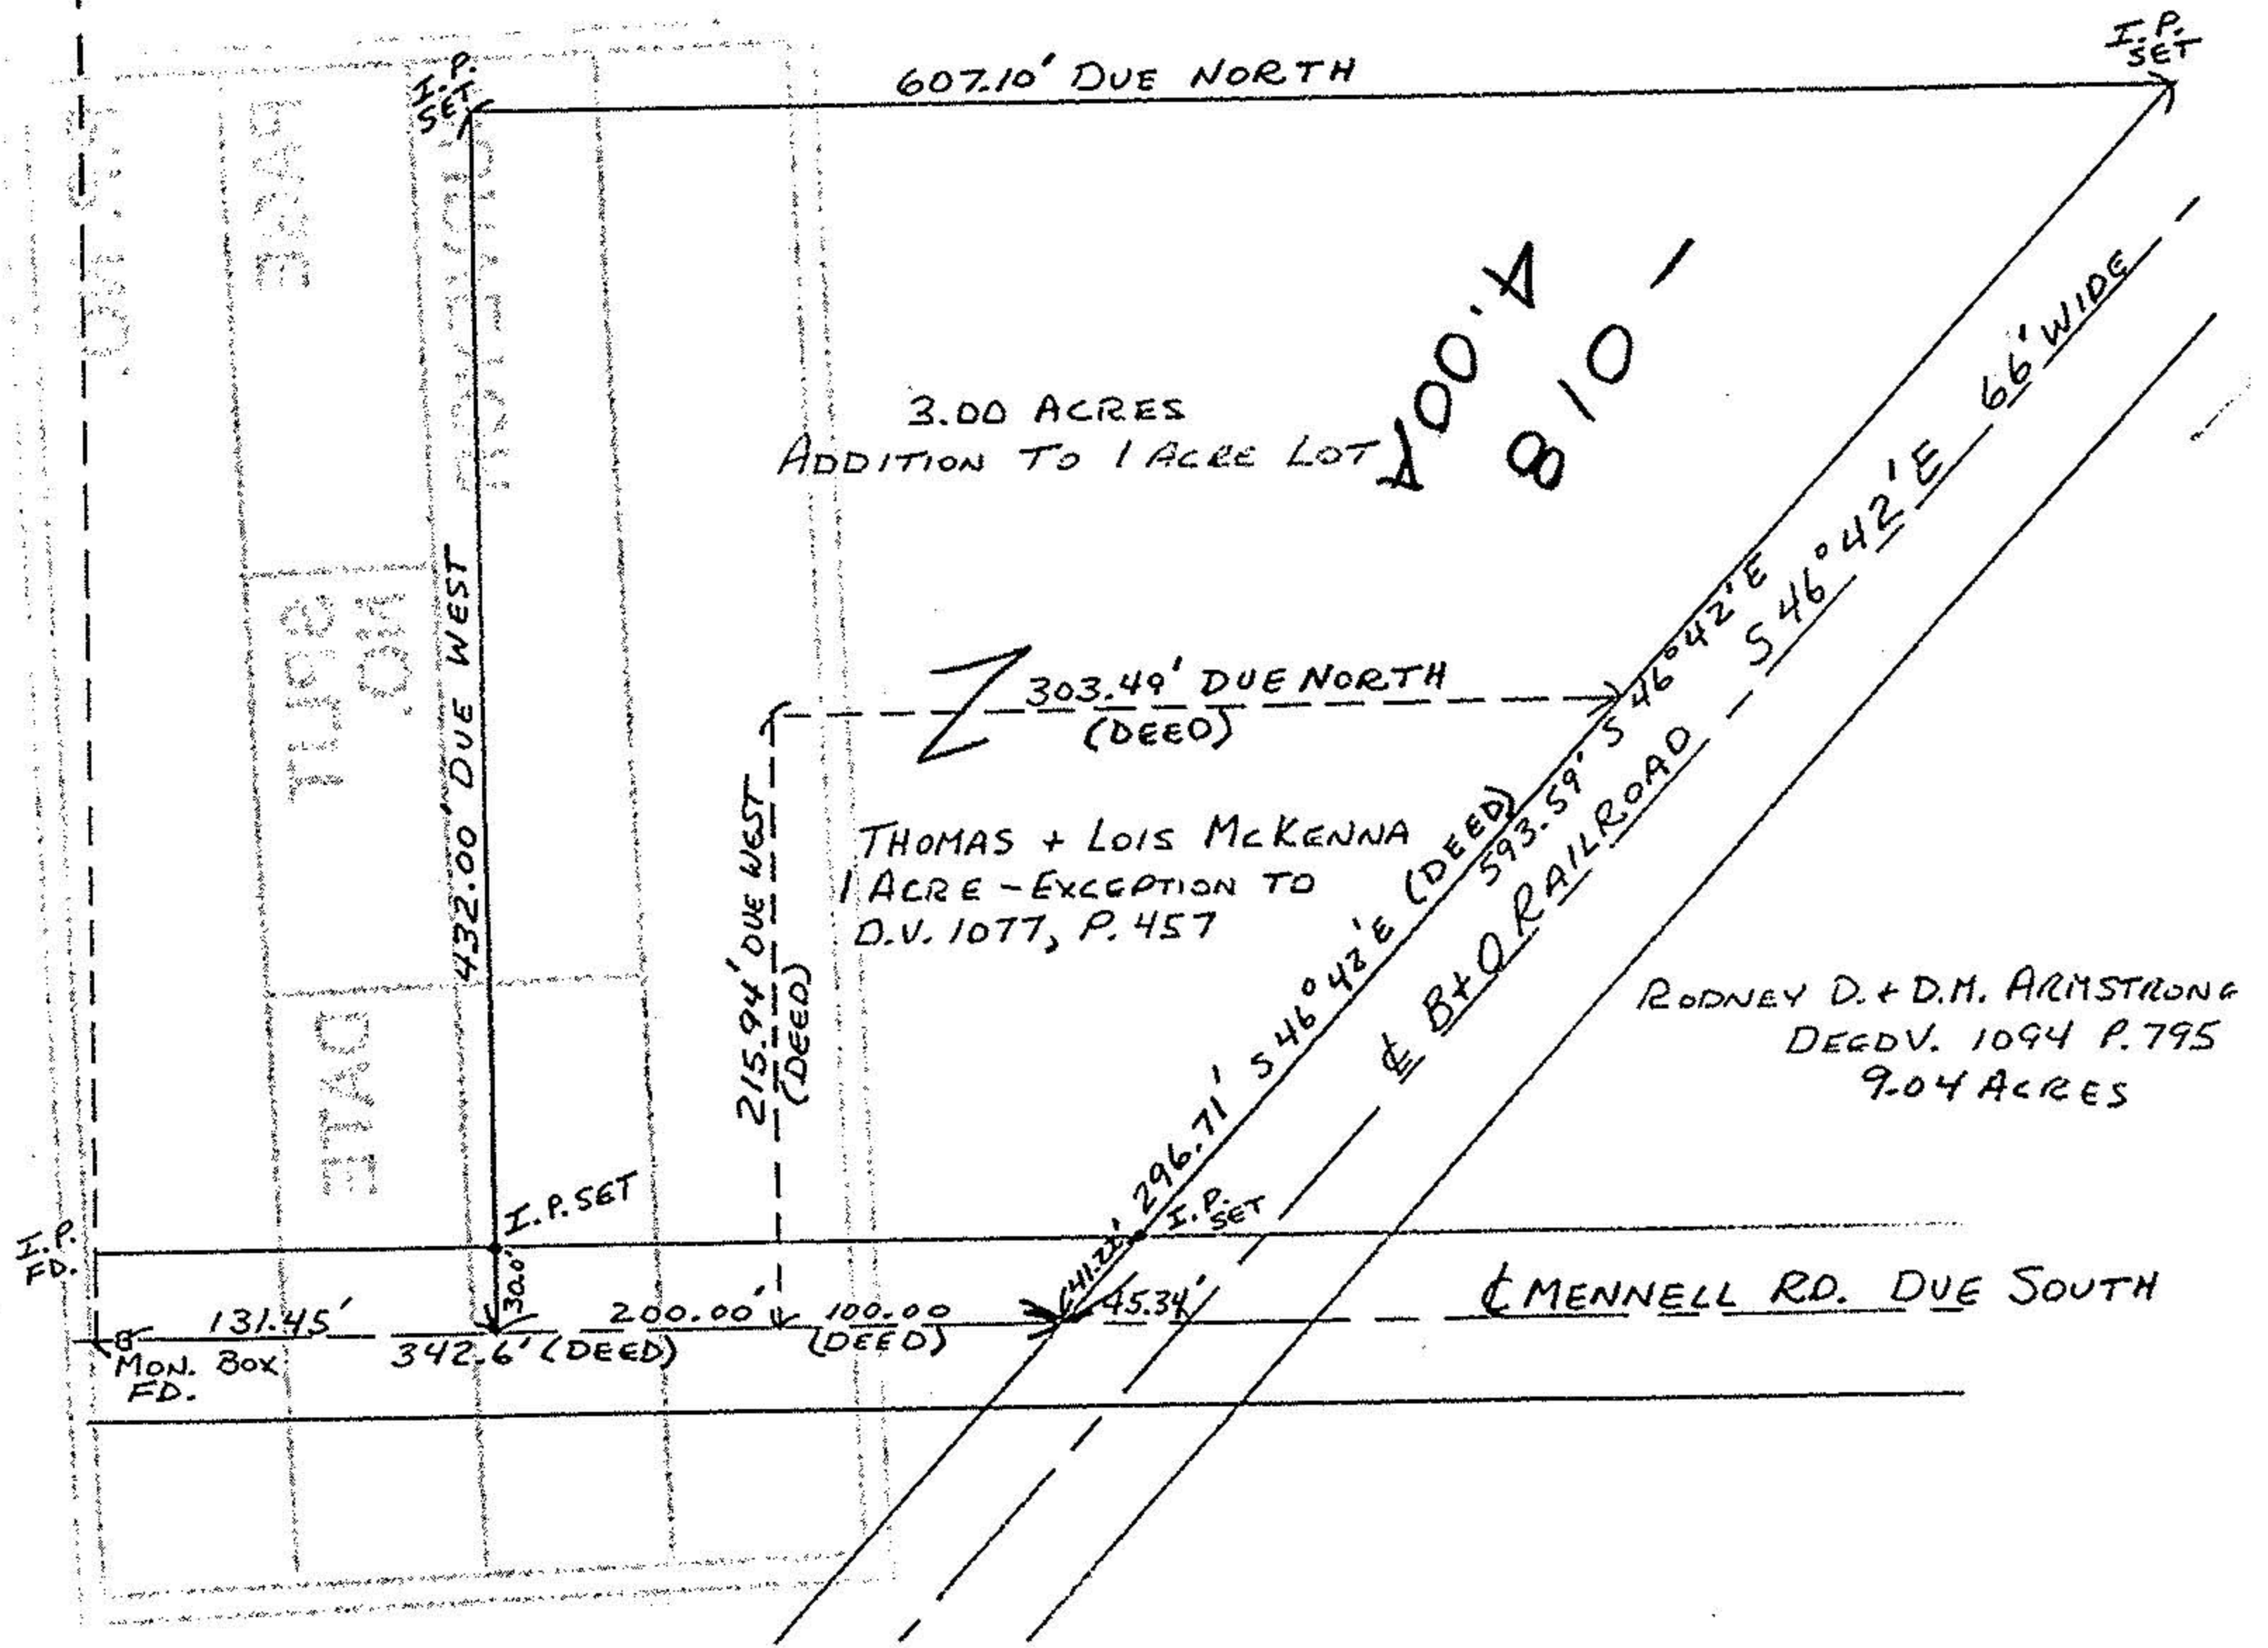 I.P.
SET
607.10' DUE NORTH
I.P.
SET
3.00 ACRES
ADDITION TO 1 ACRE LOT
432.00' DUE WEST
303.49' DUE NORTH
(DEED)
215.94' DUE WEST
(DEED)
THOMAS + LOIS MCKENNA
1 ACRE - EXCEPTION TO
D.V. 1077, P. 457
593.59' S 46° 42' E
296.71' S 46° 42' E (DEED)
℄ B+O RAILROAD S 46° 42' E 66' WIDE
RODNEY D. + D.M. ARMSTRONG
DEED V. 1094 P. 795
9.04 ACRES
I.P. SET
I.P.
SET
I.P.
FD.
30.0'
45.34'
131.45'
200.00'
100.00
(DEED)
342.6' (DEED)
MON. BOX
FD.
℄ MENNELL RD. DUE SOUTH
PAGE
SPLIT
NO.
DATE